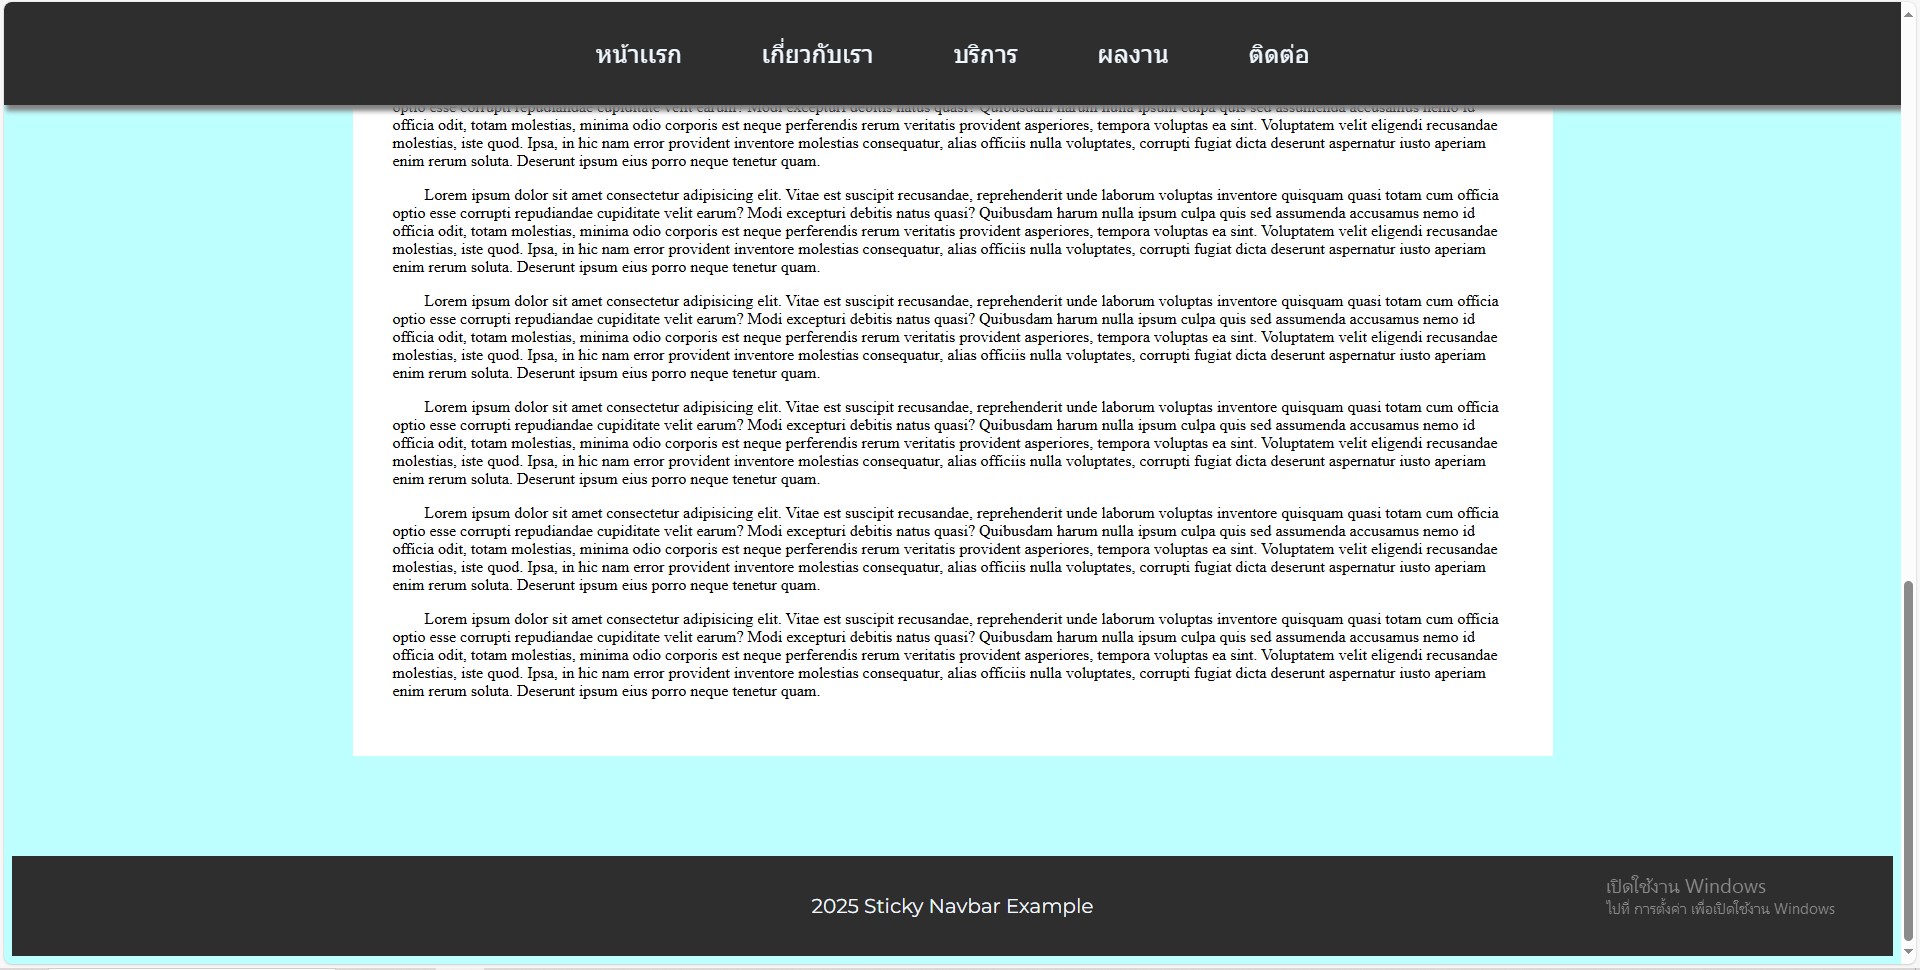 หน้าแรก เกี่ยวกับเรา บริการ ผลงาน ติดต่อ
optio esse corrupti repudiandae cupiditate velit earum? Modi excepturi debitis natus quasi? Quibusdam harum nulla ipsum culpa quis sed assumenda accusamus nemo id
officia odit, totam molestias, minima odio corporis est neque perferendis rerum veritatis provident asperiores, tempora voluptas ea sint. Voluptatem velit eligendi recusandae
molestias, iste quod. Ipsa, in hic nam error provident inventore molestias consequatur, alias officiis nulla voluptates, corrupti fugiat dicta deserunt aspernatur iusto aperiam
enim rerum soluta. Deserunt ipsum eius porro neque tenetur quam.
Lorem ipsum dolor sit amet consectetur adipisicing elit. Vitae est suscipit recusandae, reprehenderit unde laborum voluptas inventore quisquam quasi totam cum officia
optio esse corrupti repudiandae cupiditate velit earum? Modi excepturi debitis natus quasi? Quibusdam harum nulla ipsum culpa quis sed assumenda accusamus nemo id
officia odit, totam molestias, minima odio corporis est neque perferendis rerum veritatis provident asperiores, tempora voluptas ea sint. Voluptatem velit eligendi recusandae
molestias, iste quod. Ipsa, in hic nam error provident inventore molestias consequatur, alias officiis nulla voluptates, corrupti fugiat dicta deserunt aspernatur iusto aperiam
enim rerum soluta. Deserunt ipsum eius porro neque tenetur quam.
Lorem ipsum dolor sit amet consectetur adipisicing elit. Vitae est suscipit recusandae, reprehenderit unde laborum voluptas inventore quisquam quasi totam cum officia
optio esse corrupti repudiandae cupiditate velit earum? Modi excepturi debitis natus quasi? Quibusdam harum nulla ipsum culpa quis sed assumenda accusamus nemo id
officia odit, totam molestias, minima odio corporis est neque perferendis rerum veritatis provident asperiores, tempora voluptas ea sint. Voluptatem velit eligendi recusandae
molestias, iste quod. Ipsa, in hic nam error provident inventore molestias consequatur, alias officiis nulla voluptates, corrupti fugiat dicta deserunt aspernatur iusto aperiam
enim rerum soluta. Deserunt ipsum eius porro neque tenetur quam.
Lorem ipsum dolor sit amet consectetur adipisicing elit. Vitae est suscipit recusandae, reprehenderit unde laborum voluptas inventore quisquam quasi totam cum officia
optio esse corrupti repudiandae cupiditate velit earum? Modi excepturi debitis natus quasi? Quibusdam harum nulla ipsum culpa quis sed assumenda accusamus nemo id
officia odit, totam molestias, minima odio corporis est neque perferendis rerum veritatis provident asperiores, tempora voluptas ea sint. Voluptatem velit eligendi recusandae
molestias, iste quod. Ipsa, in hic nam error provident inventore molestias consequatur, alias officiis nulla voluptates, corrupti fugiat dicta deserunt aspernatur iusto aperiam
enim rerum soluta. Deserunt ipsum eius porro neque tenetur quam.
Lorem ipsum dolor sit amet consectetur adipisicing elit. Vitae est suscipit recusandae, reprehenderit unde laborum voluptas inventore quisquam quasi totam cum officia
optio esse corrupti repudiandae cupiditate velit earum? Modi excepturi debitis natus quasi? Quibusdam harum nulla ipsum culpa quis sed assumenda accusamus nemo id
officia odit, totam molestias, minima odio corporis est neque perferendis rerum veritatis provident asperiores, tempora voluptas ea sint. Voluptatem velit eligendi recusandae
molestias, iste quod. Ipsa, in hic nam error provident inventore molestias consequatur, alias officiis nulla voluptates, corrupti fugiat dicta deserunt aspernatur iusto aperiam
enim rerum soluta. Deserunt ipsum eius porro neque tenetur quam.
Lorem ipsum dolor sit amet consectetur adipisicing elit. Vitae est suscipit recusandae, reprehenderit unde laborum voluptas inventore quisquam quasi totam cum officia
optio esse corrupti repudiandae cupiditate velit earum? Modi excepturi debitis natus quasi? Quibusdam harum nulla ipsum culpa quis sed assumenda accusamus nemo id
officia odit, totam molestias, minima odio corporis est neque perferendis rerum veritatis provident asperiores, tempora voluptas ea sint. Voluptatem velit eligendi recusandae
molestias, iste quod. Ipsa, in hic nam error provident inventore molestias consequatur, alias officiis nulla voluptates, corrupti fugiat dicta deserunt aspernatur iusto aperiam
enim rerum soluta. Deserunt ipsum eius porro neque tenetur quam.
2025 Sticky Navbar Example
เปิดใช้งาน Windows
ไปที่ การตั้งค่า เพื่อเปิดใช้งาน Windows